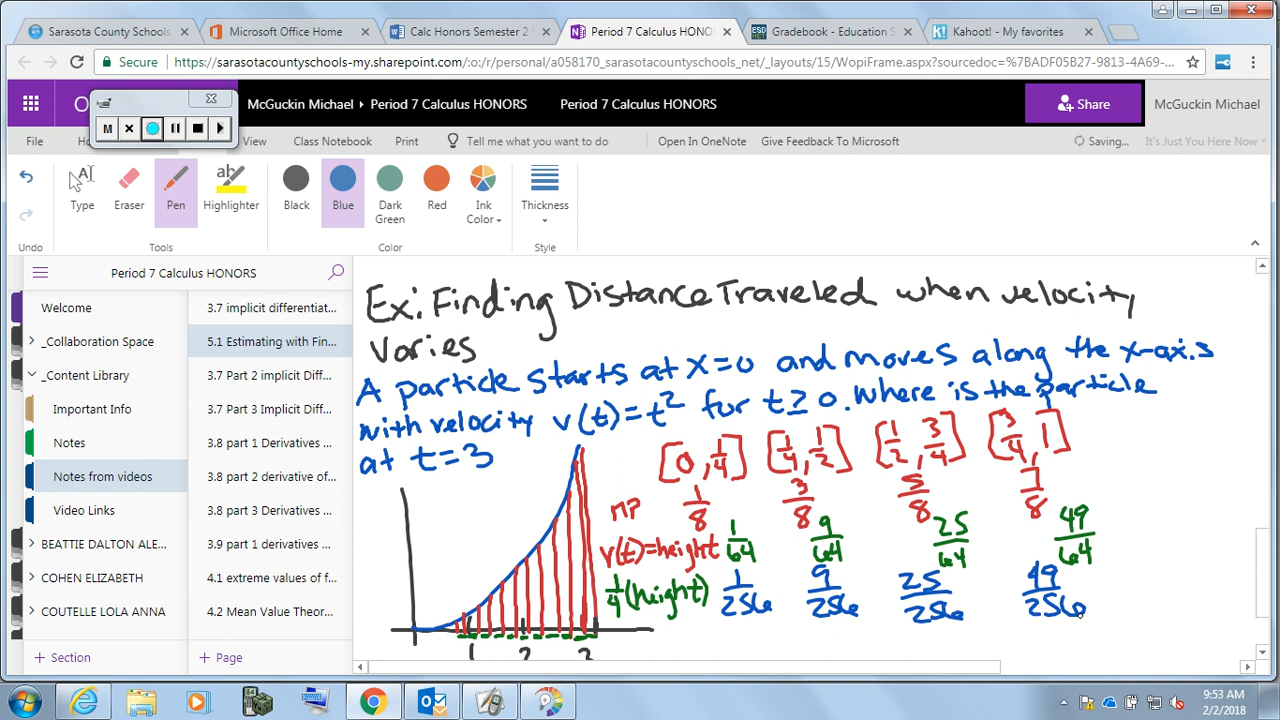 Sarasota County Schools
Microsoft Office Home
Calc Honors Semester 2
Period 7 Calculus HONO
Gradebook - Education S
Kahoot! - My favorites
Secure https://sarasotacountyschools-my.sharepoint.com/:o:/r/personal/a058170_sarasotacountyschools_net/_layouts/15/WopiFrame.aspx?sourcedoc=%7BADF05B27-9813-4A69-...
McGuckin Michael Period 7 Calculus HONORS Period 7 Calculus HONORS Share McGuckin Michael
M
File View Class Notebook Print Tell me what you want to do Open In OneNote Give Feedback To Microsoft Saving... It's Just You Here Now
Type Eraser Pen Highlighter Black Blue Dark Green Red Ink Color Thickness
Undo Tools Color Style
Period 7 Calculus HONORS
Welcome
_Collaboration Space
_Content Library
Important Info
Notes
Notes from videos
Video Links
BEATTIE DALTON ALE...
COHEN ELIZABETH
COUTELLE LOLA ANNA
+ Section
3.7 implicit differentiat...
5.1 Estimating with Fin...
3.7 Part 2 implicit Diff...
3.7 Part 3 Implicit Diff...
3.8 part 1 Derivatives ...
3.8 part 2 derivative of...
3.8 part 3 Derivatives ...
3.9 part 1 derivatives ...
4.1 extreme values of f...
4.2 Mean Value Theor...
+ Page
Ex: Finding Distance Traveled when velocity
varies
A particle starts at x=0 and moves along the x-axis
with velocity v(t)=t² for t≥0. Where is the particle
at t=3
[0, 1/4] [1/4, 1/2] [1/2, 3/4] [3/4, 1]
MP 1/8 3/8 5/8 7/8
v(t)=height 1/64 9/64 25/64 49/64
1/4(height) 1/256 9/256 25/256 49/256
1 2 3
9:53 AM
2/2/2018